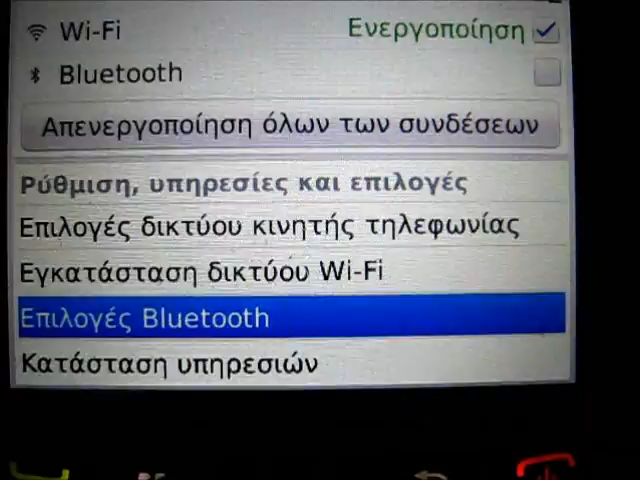 Wi-Fi Ενεργοποίηση
Bluetooth
Απενεργοποίηση όλων των συνδέσεων
Ρύθμιση, υπηρεσίες και επιλογές
Επιλογές δικτύου κινητής τηλεφωνίας
Εγκατάσταση δικτύου Wi-Fi
Επιλογές Bluetooth
Κατάσταση υπηρεσιών